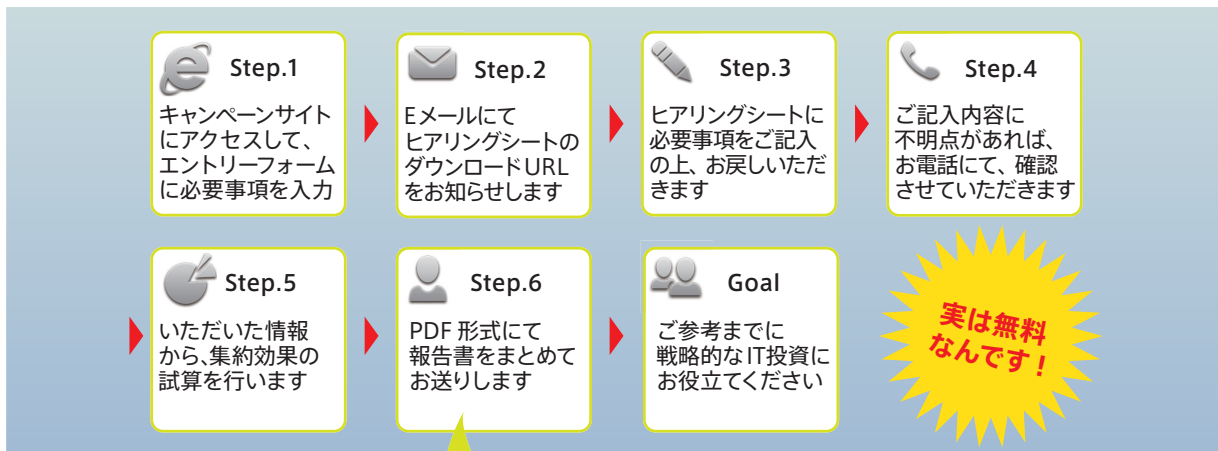 Step.1
キャンペーンサイト
にアクセスして、
エントリーフォーム
に必要事項を入力
Step.2
Eメールにて
ヒアリングシートの
ダウンロードURL
をお知らせします
Step.3
ヒアリングシートに
必要事項をご記入
の上、お戻しいただ
きます
Step.4
ご記入内容に
不明点があれば、
お電話にて、確認
させていただきます
Step.5
いただいた情報
から、集約効果の
試算を行います
Step.6
PDF 形式にて
報告書をまとめて
お送りします
Goal
ご参考までに
戦略的なIT投資に
お役立てください
実は無料
なんです！